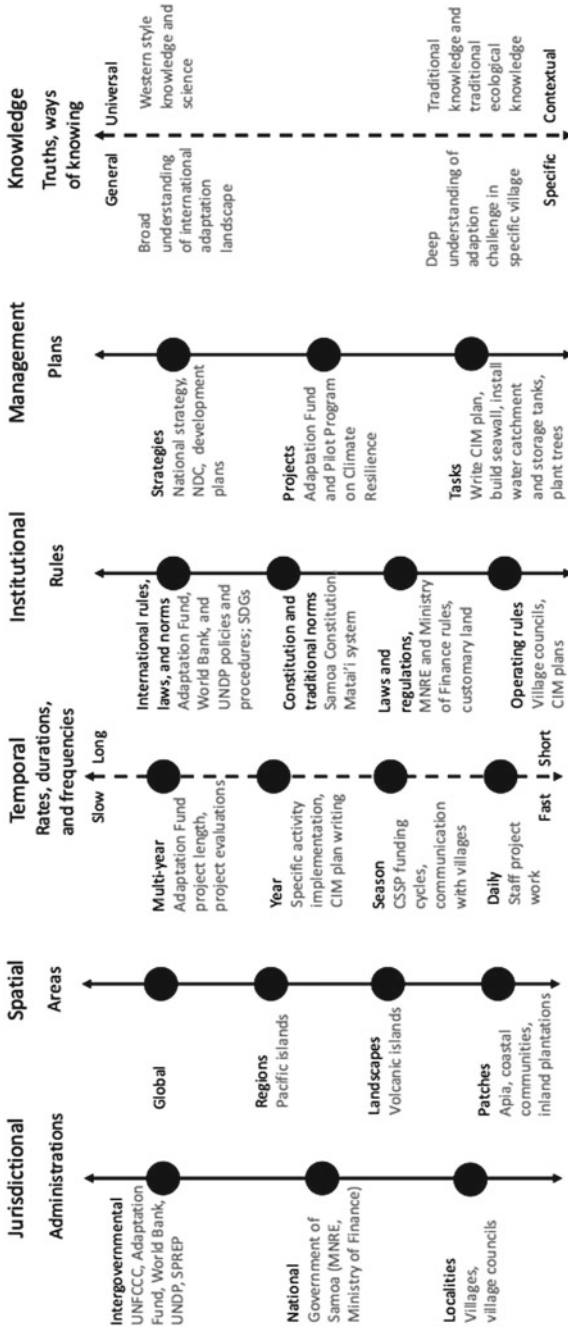 Jurisdictional
Administrations
Intergovernmental
UNFCCC, Adaptation
Fund, World Bank,
UNDP, SPREP
National
Government of
Samoa (MNRE,
Ministry of Finance)
Localities
Villages,
village councils
Spatial
Areas
Global
Regions
Pacific islands
Landscapes
Volcanic islands
Patches
Apia, coastal
communities,
inland plantations
Temporal
Rates, durations,
and frequencies
Slow Long
Multi-year
Adaptation Fund
project length,
project evaluations
Year
Specific activity
implementation,
CIM plan writing
Season
CSSP funding
cycles,
communication
with villages
Daily
Staff project
work
Fast Short
Institutional
Rules
International rules,
laws, and norms
Adaptation Fund,
World Bank, and
UNDP policies and
procedures; SDGs
Constitution and
traditional norms
Samoa Constitution,
Matai'i system
Laws and
regulations,
MNRE and Ministry
of Finance rules,
customary land
Operating rules
Village councils,
CIM plans
Management
Plans
Strategies
National strategy,
NDC, development
plans
Projects
Adaptation Fund
and Pilot Program
on Climate
Resilience
Tasks
Write CIM plan,
build seawall, install
water catchment
and storage tanks,
plant trees
Knowledge
Truths, ways
of knowing
General Universal
Broad
understanding
of international
adaptation
landscape
Western style
knowledge and
science
Deep
understanding of
adaption
challenge in
specific village
Traditional
knowledge and
traditional
ecological
knowledge
Specific Contextual